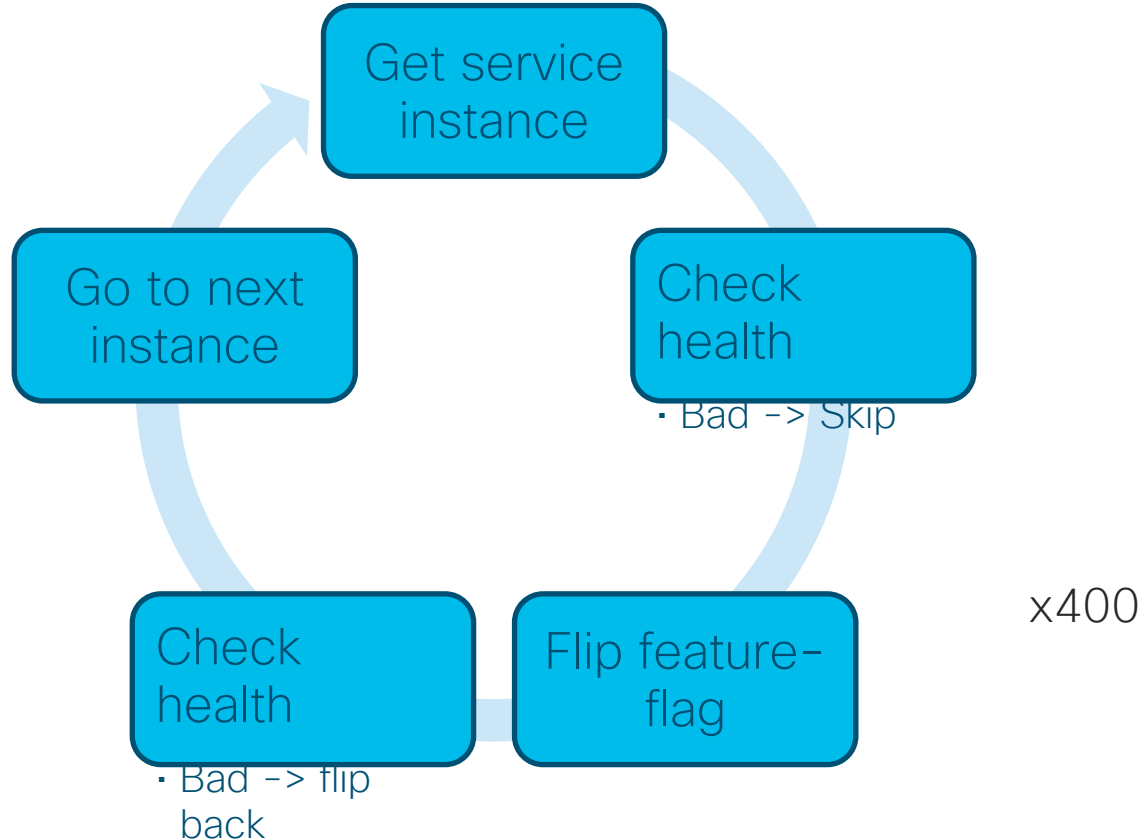 Get service
instance
Check
health
· Bad -> Skip
Flip feature-
flag
Check
health
· Bad -> flip
back
Go to next
instance
x400